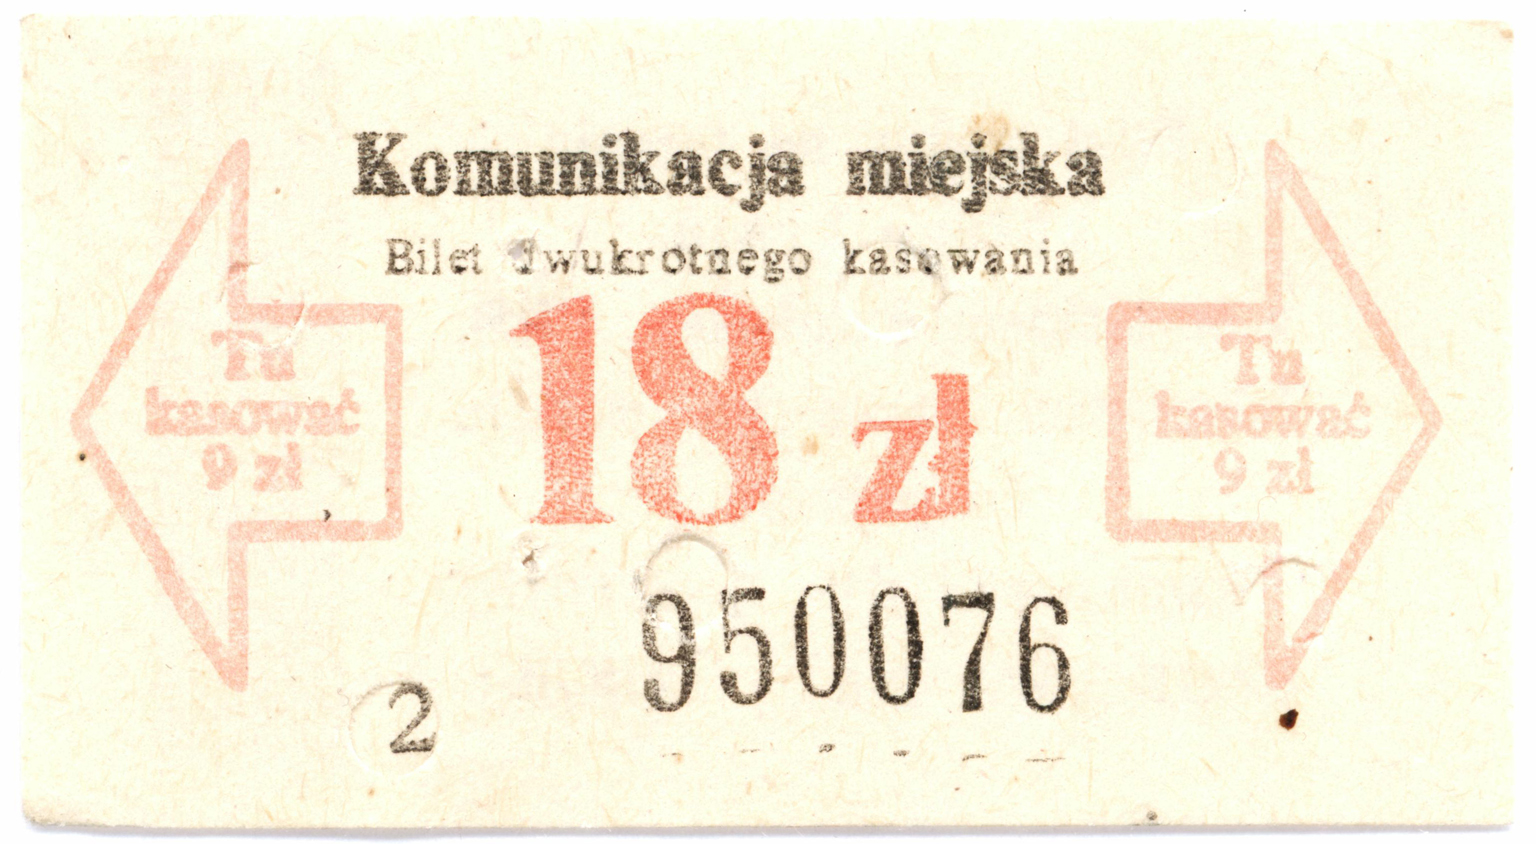 Komunikacja miejska
Bilet dwukrotnego kasowania
18 zł
Tu
kasować
9 zł
Tu
kasować
9 zł
950076
2